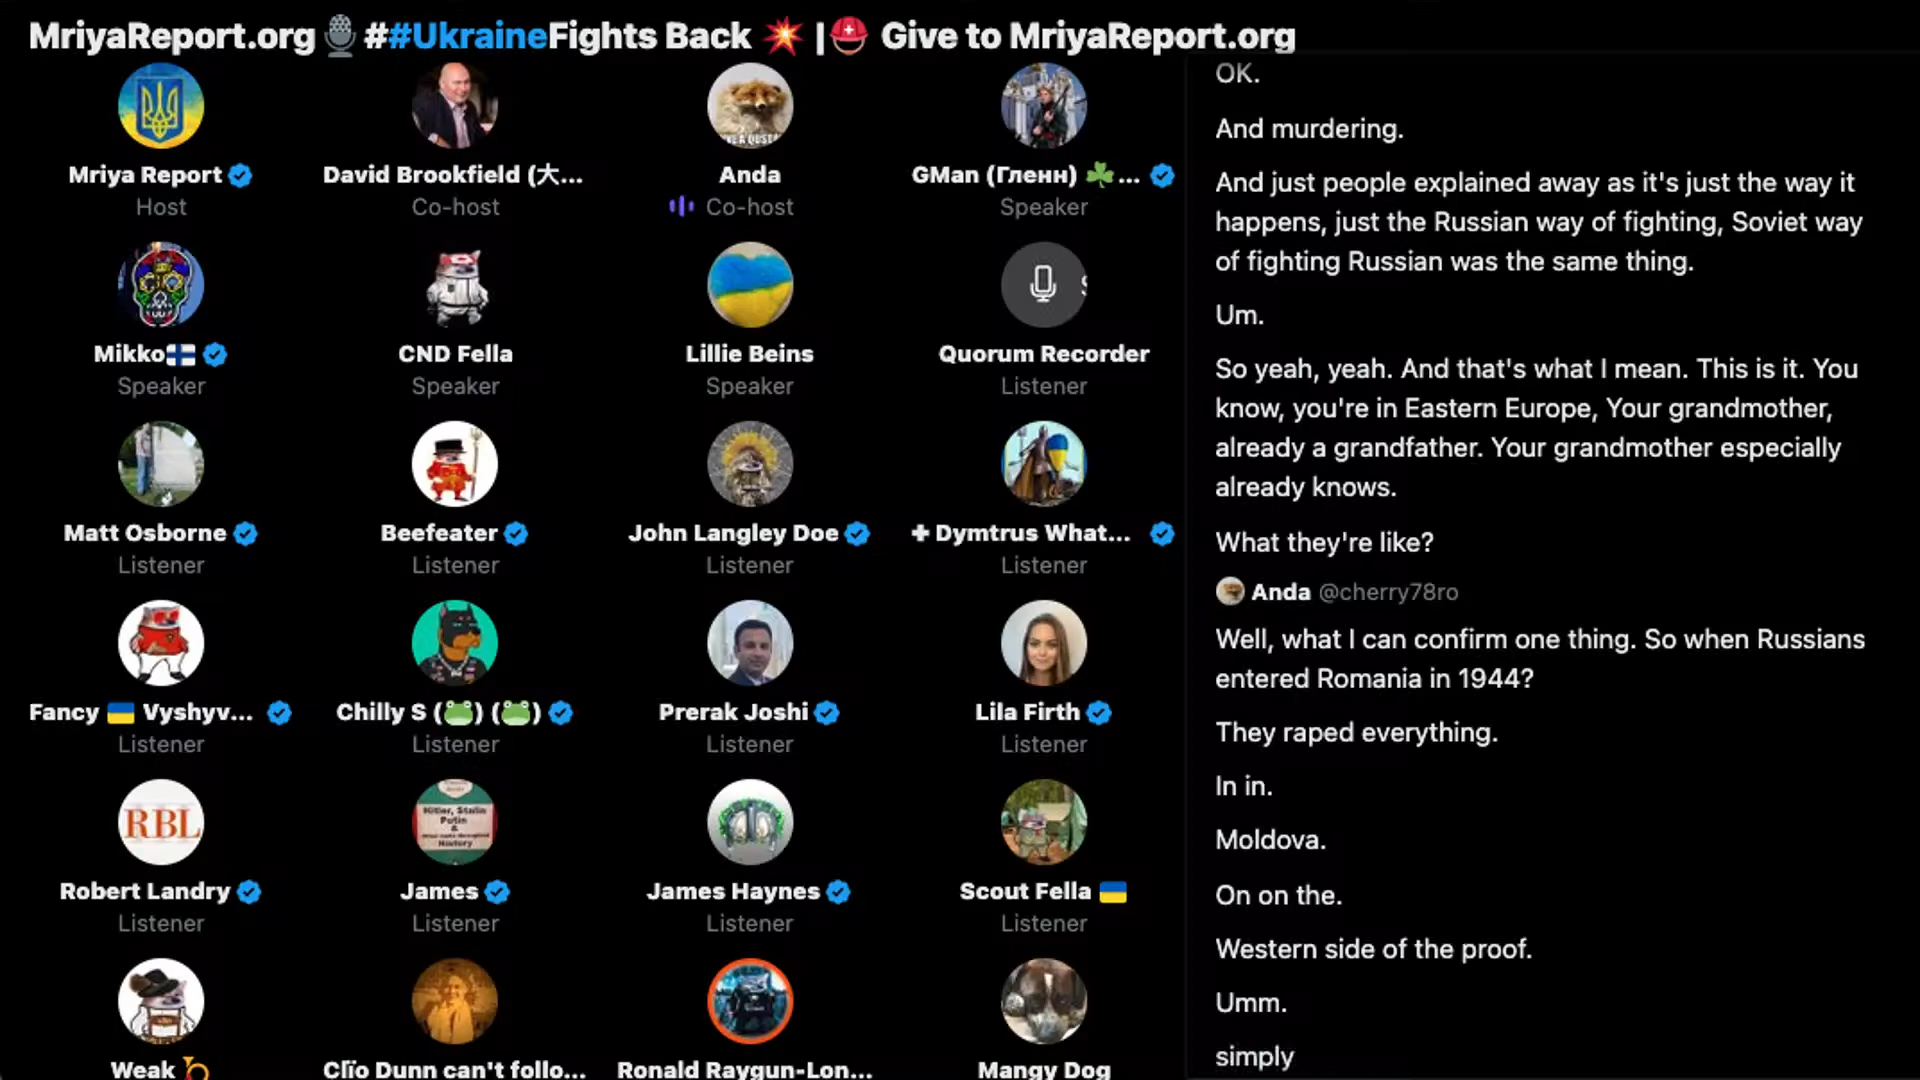 MriyaReport.org🎙️##UkraineFights Back 💥 |⛑️ Give to MriyaReport.org
Mriya Report
Host
David Brookfield (大...
Co-host
Anda
Co-host
GMan (Гленн) ☘️...
Speaker
Mikko🇫🇮
Speaker
CND Fella
Speaker
Lillie Beins
Speaker
Quorum Recorder
Listener
Matt Osborne
Listener
Beefeater
Listener
John Langley Doe
Listener
✚ Dymtrus What...
Listener
Fancy 🇺🇦 Vyshyv...
Listener
Chilly S (🐸) (🐸)
Listener
Prerak Joshi
Listener
Lila Firth
Listener
RBL
Robert Landry
Listener
Hitler, Stalin
Putin
&
History
James
Listener
James Haynes
Listener
Scout Fella 🇺🇦
Listener
Weak
Clïo Dunn can't follo...
Ronald Raygun-Lon...
Mangy Dog
OK.
And murdering.
And just people explained away as it's just the way it
happens, just the Russian way of fighting, Soviet way
of fighting Russian was the same thing.
Um.
So yeah, yeah. And that's what I mean. This is it. You
know, you're in Eastern Europe, Your grandmother,
already a grandfather. Your grandmother especially
already knows.
What they're like?
Anda @cherry78ro
Well, what I can confirm one thing. So when Russians
entered Romania in 1944?
They raped everything.
In in.
Moldova.
On on the.
Western side of the proof.
Umm.
simply